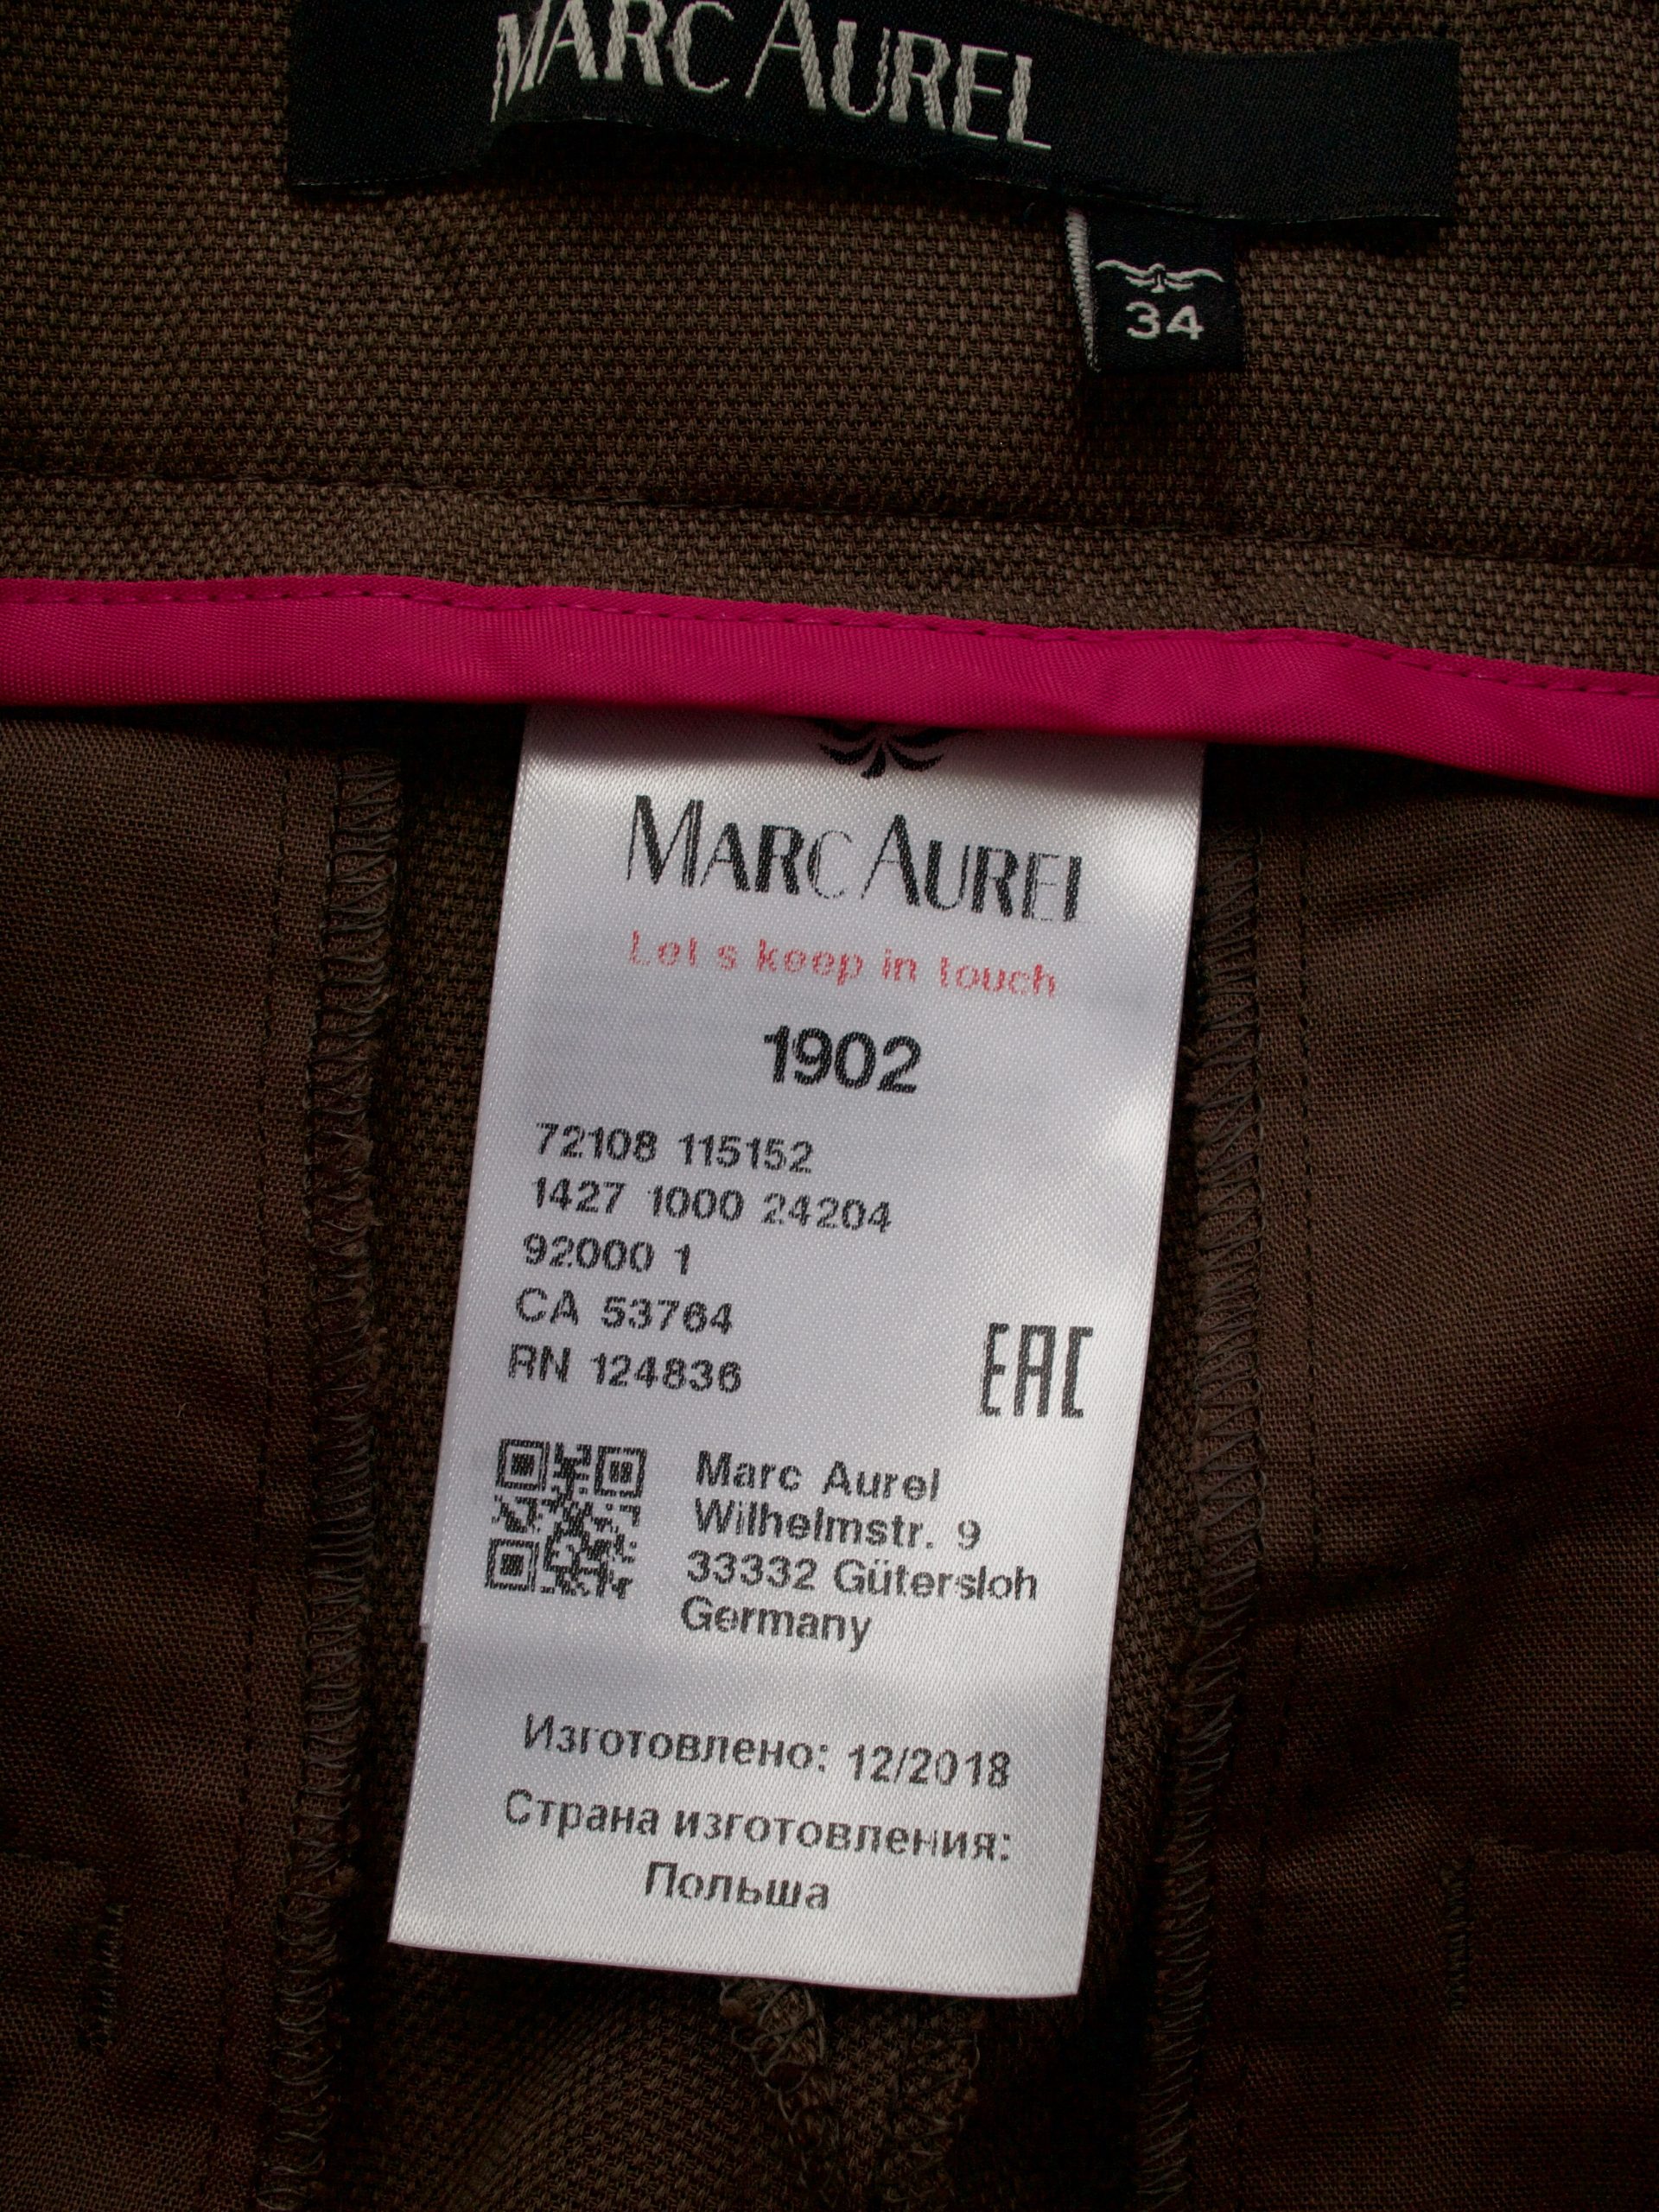 MARC AUREL
34
MARC AUREL
Let's keep in touch
1902
72108 115152
1427 1000 24204
92000 1
CA 53764
RN 124836
EAC
Marc Aurel
Wilhelmstr. 9
33332 Gütersloh
Germany
Изготовлено: 12/2018
Страна изготовления:
Польша